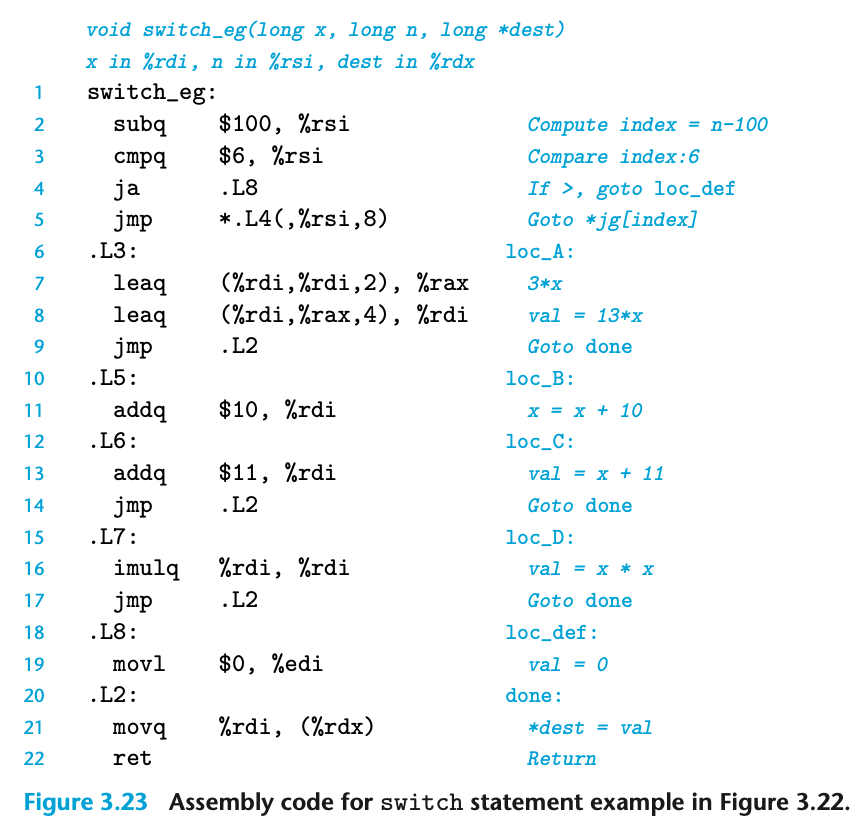 void switch_eg(long x, long n, long *dest)
x in %rdi, n in %rsi, dest in %rdx
1 switch_eg:
2 subq $100, %rsi Compute index = n-100
3 cmpq $6, %rsi Compare index:6
4 ja .L8 If >, goto loc_def
5 jmp *.L4(,%rsi,8) Goto *jg[index]
6 .L3: loc_A:
7 leaq (%rdi,%rdi,2), %rax 3*x
8 leaq (%rdi,%rax,4), %rdi val = 13*x
9 jmp .L2 Goto done
10 .L5: loc_B:
11 addq $10, %rdi x = x + 10
12 .L6: loc_C:
13 addq $11, %rdi val = x + 11
14 jmp .L2 Goto done
15 .L7: loc_D:
16 imulq %rdi, %rdi val = x * x
17 jmp .L2 Goto done
18 .L8: loc_def:
19 movl $0, %edi val = 0
20 .L2: done:
21 movq %rdi, (%rdx) *dest = val
22 ret Return
Figure 3.23 Assembly code for switch statement example in Figure 3.22.